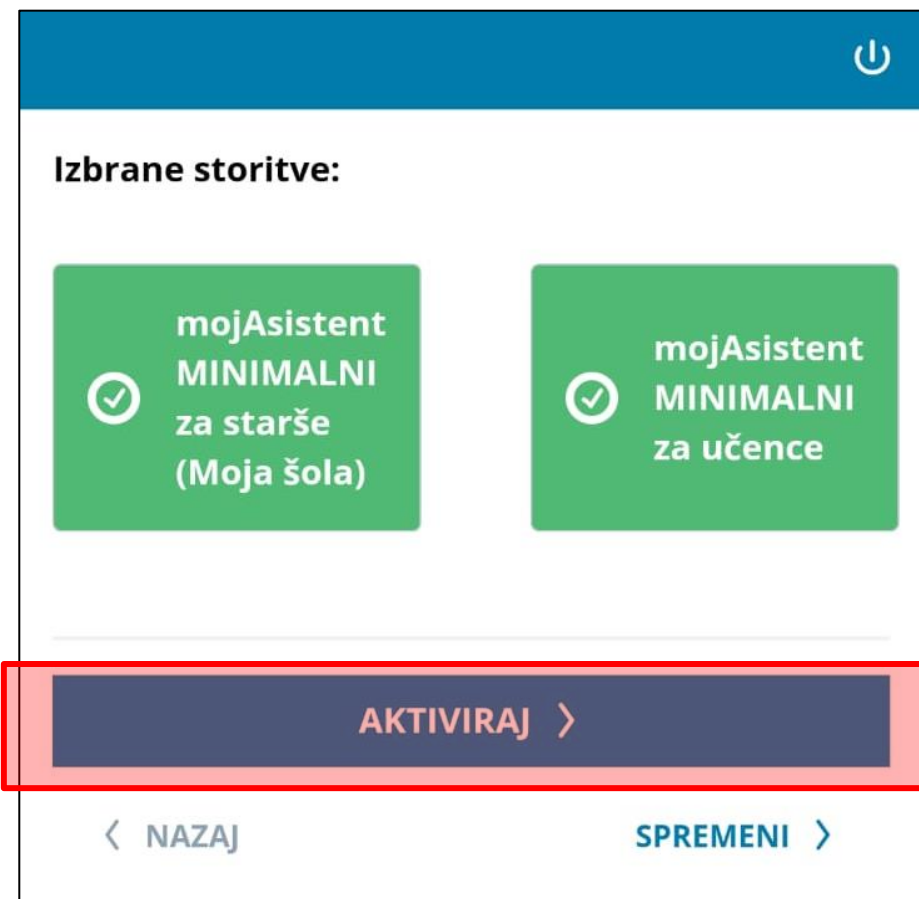 Izbrane storitve:
mojAsistent
MINIMALNI
za starše
(Moja šola)
mojAsistent
MINIMALNI
za učence
AKTIVIRAJ
NAZAJ
SPREMENI